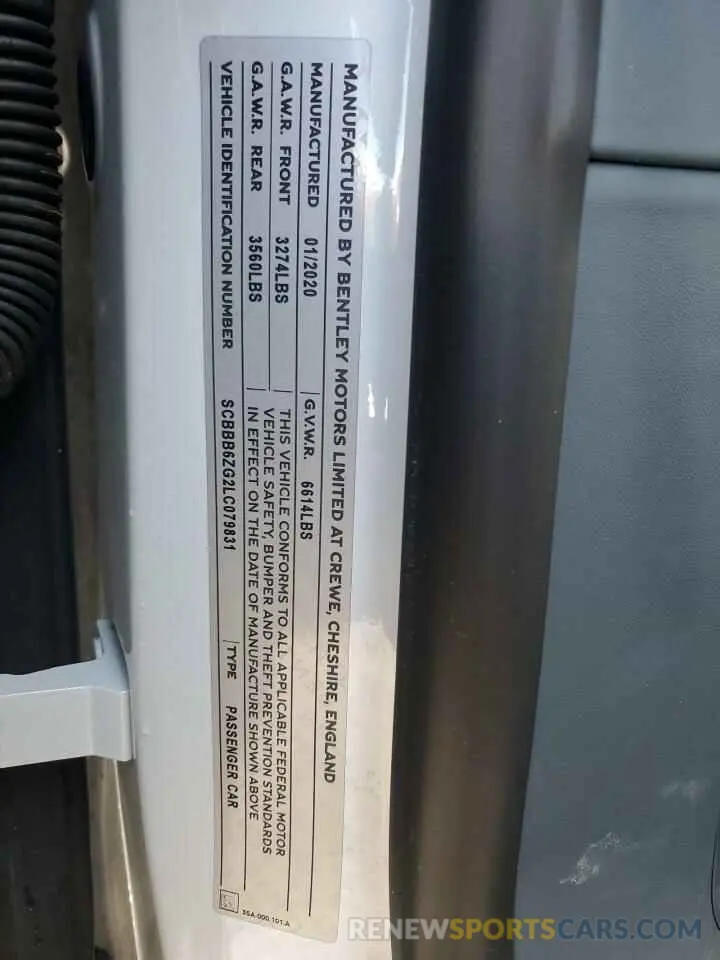 MANUFACTURED BY BENTLEY MOTORS LIMITED AT CREWE, CHESHIRE, ENGLAND
MANUFACTURED 01/2020 G.V.W.R. 6614LBS
G.A.W.R. FRONT 3274LBS
G.A.W.R. REAR 3560LBS
THIS VEHICLE CONFORMS TO ALL APPLICABLE FEDERAL MOTOR
VEHICLE SAFETY, BUMPER AND THEFT PREVENTION STANDARDS
IN EFFECT ON THE DATE OF MANUFACTURE SHOWN ABOVE
VEHICLE IDENTIFICATION NUMBER SCBBB6ZG2LC079831 TYPE PASSENGER CAR
3SA.000.101.A
RENEWSPORTSCARS.COM